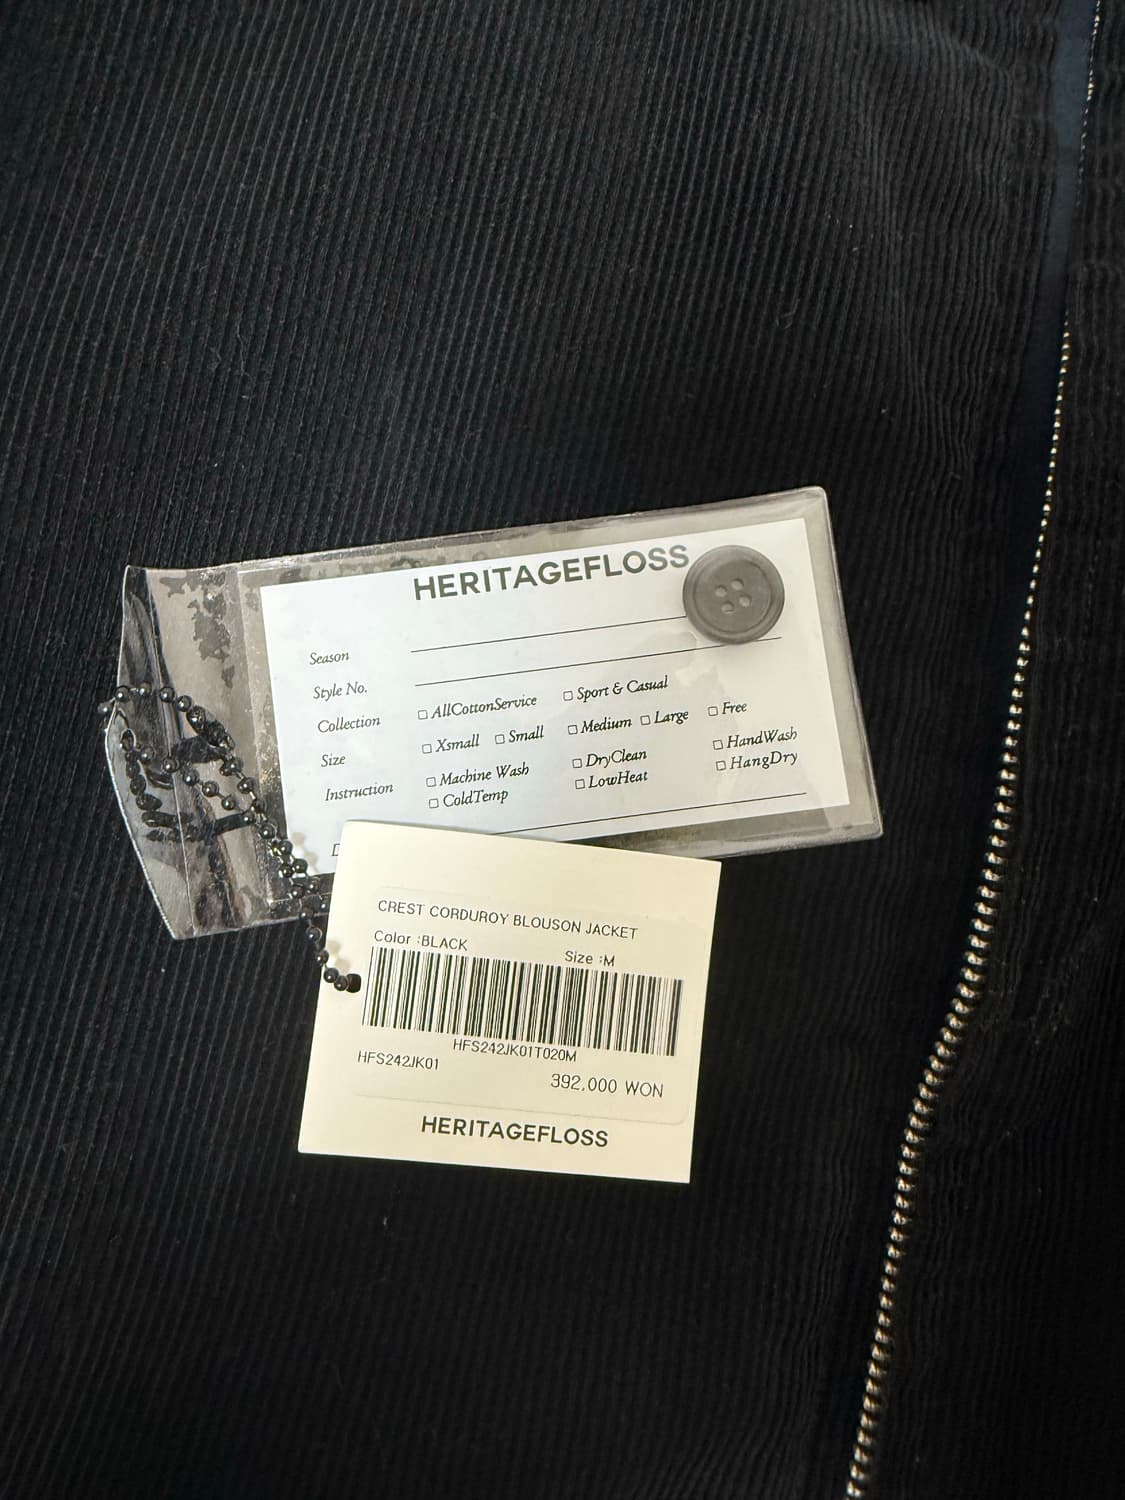 HERITAGEFLOSS
Season
Style No.
Collection □ AllCottonService □ Sport & Casual
Size □ Xsmall □ Small □ Medium □ Large □ Free
Instruction □ Machine Wash □ DryClean □ HandWash
□ ColdTemp □ LowHeat □ HangDry
CREST CORDUROY BLOUSON JACKET
Color :BLACK Size :M
HFS242JK01T020M
HFS242JK01
392,000 WON
HERITAGEFLOSS